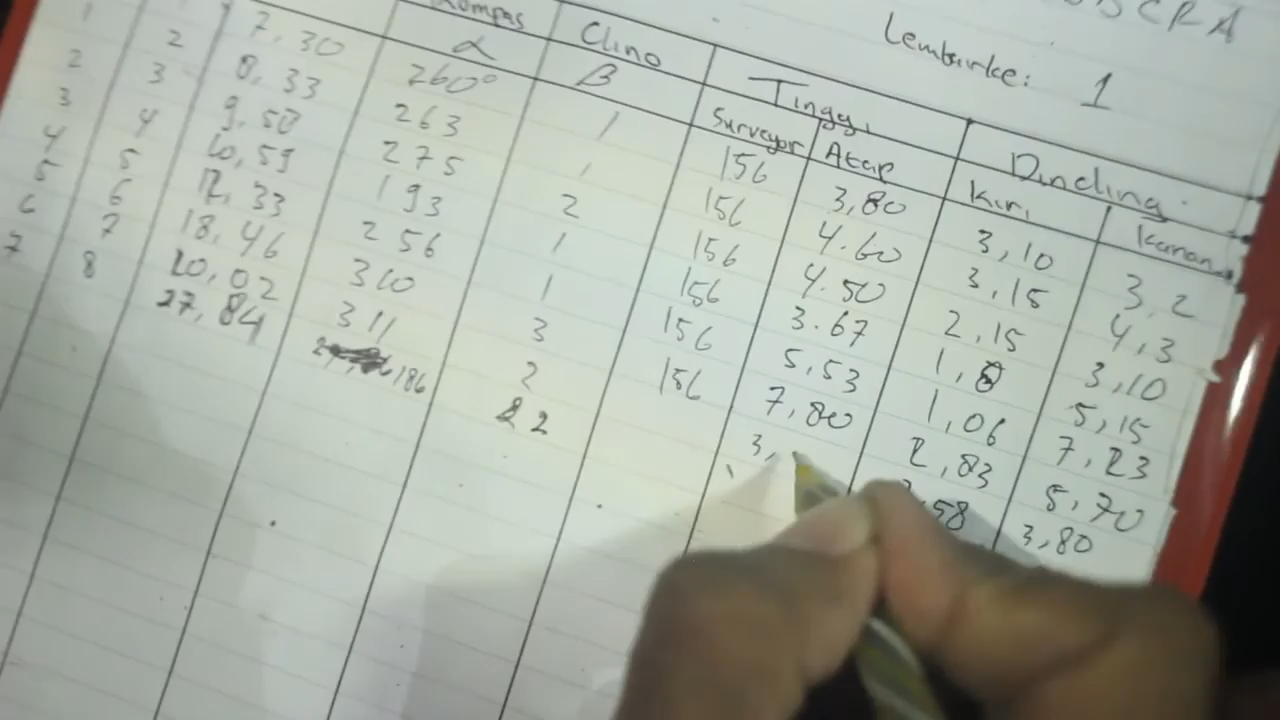 Lembarke: 1
Kompas Clino Tinggi Dinding
α β Surveyor Atap Kiri Kanan
1 2 7,30 260° 1 156 3,80 3,10 3,2
2 3 8,33 263 1 156 4.60 3,15 4,3
3 4 9,50 275 2 156 4.50 2,15 3,10
4 5 10,59 193 1 156 3.67 1,8 5,15
5 6 12,33 256 1 156 5,53 1,06 7,23
6 7 18,46 310 3 156 7,80 2,83 5,70
7 8 20,02 311 2 3, ,58 3,80
27,84 186 22